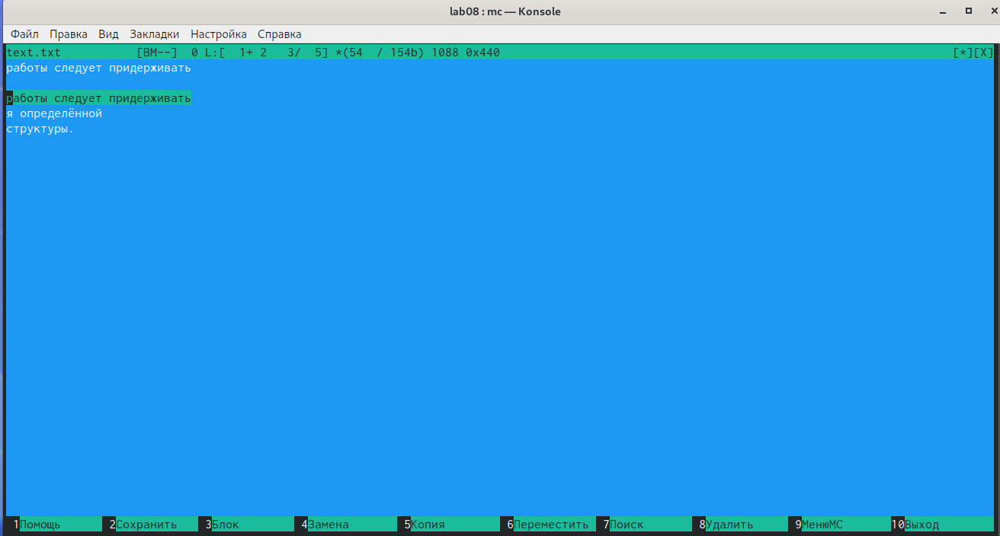 lab08 : mc — Konsole
Файл Правка Вид Закладки Настройка Справка
text.txt [BM--] 0 L:[ 1+ 2 3/ 5] *(54 / 154b) 1088 0x440 [*][X]
работы следует придерживать
работы следует придерживать
я определённой
структуры.
1Помощь 2Сохранить 3Блок 4Замена 5Копия 6Переместить 7Поиск 8Удалить 9МенюMC 10Выход